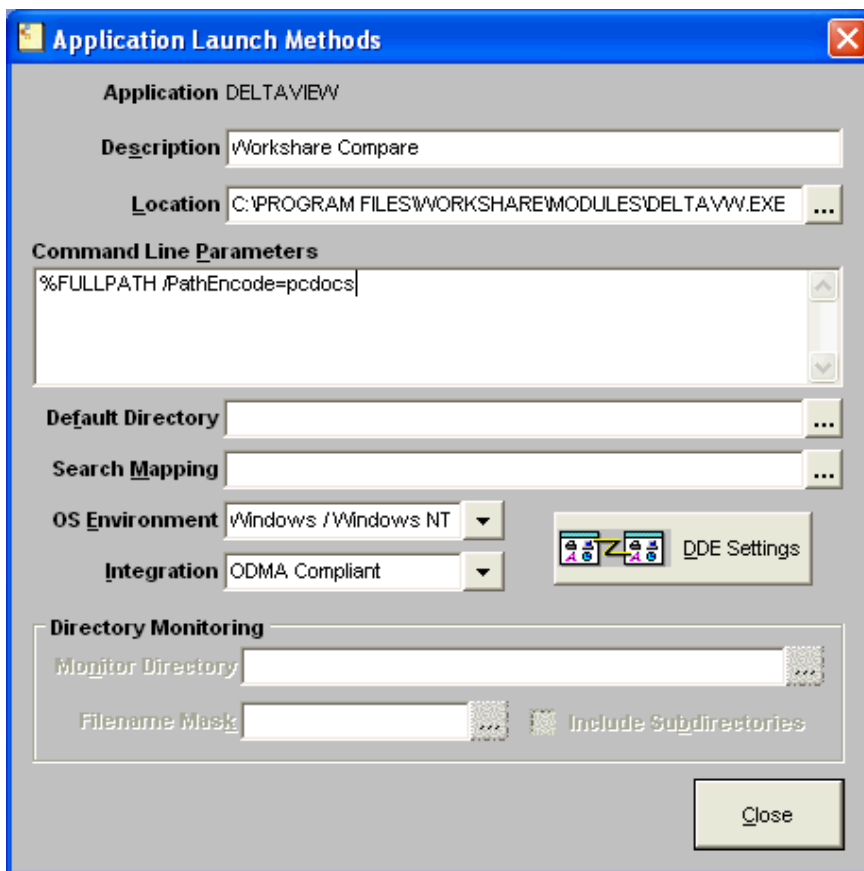 Application Launch Methods
Application DELTAVIEW
Description Workshare Compare
Location C:\PROGRAM FILES\WORKSHARE\MODULES\DELTAVW.EXE ...
Command Line Parameters
%FULLPATH /PathEncode=pcdocs
Default Directory ...
Search Mapping ...
OS Environment Windows / Windows NT
DDE Settings
Integration ODMA Compliant
Directory Monitoring
Monitor Directory ...
Filename Mask ... Include Subdirectories
Close